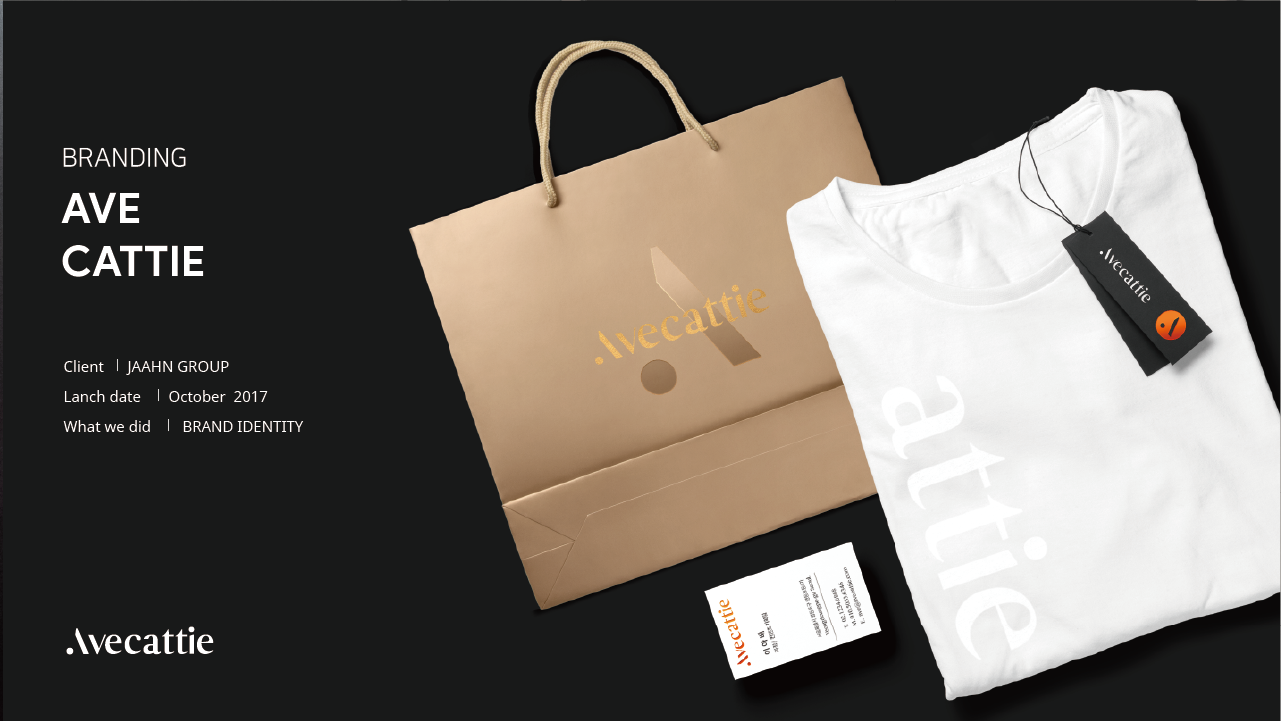 BRANDING
AVE
CATTIE
Client | JAAHN GROUP
Lanch date | October 2017
What we did | BRAND IDENTITY
Avecattie
Avecattie
Avecattie
attie
Avecattie